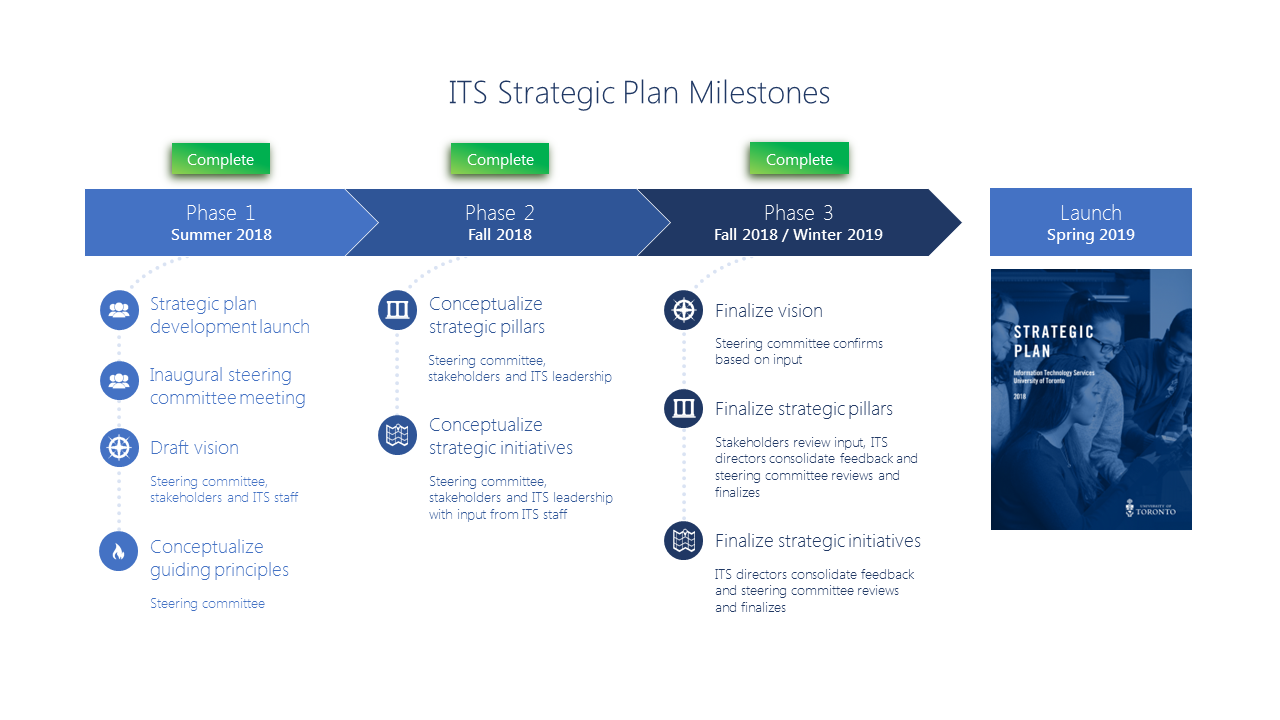 ITS Strategic Plan Milestones
Complete
Complete
Complete
Phase 1
Summer 2018
Phase 2
Fall 2018
Phase 3
Fall 2018 / Winter 2019
Launch
Spring 2019
Strategic plan
development launch
Inaugural steering
committee meeting
Draft vision
Steering committee,
stakeholders and ITS staff
Conceptualize
guiding principles
Steering committee
Conceptualize
strategic pillars
Steering committee,
stakeholders and ITS leadership
Conceptualize
strategic initiatives
Steering committee,
stakeholders and ITS leadership
with input from ITS staff
Finalize vision
Steering committee confirms
based on input
Finalize strategic pillars
Stakeholders review input, ITS
directors consolidate feedback and
steering committee reviews and
finalizes
Finalize strategic initiatives
ITS directors consolidate feedback
and steering committee reviews
and finalizes
STRATEGIC
PLAN
Information Technology Services
University of Toronto
2018
UNIVERSITY OF
TORONTO